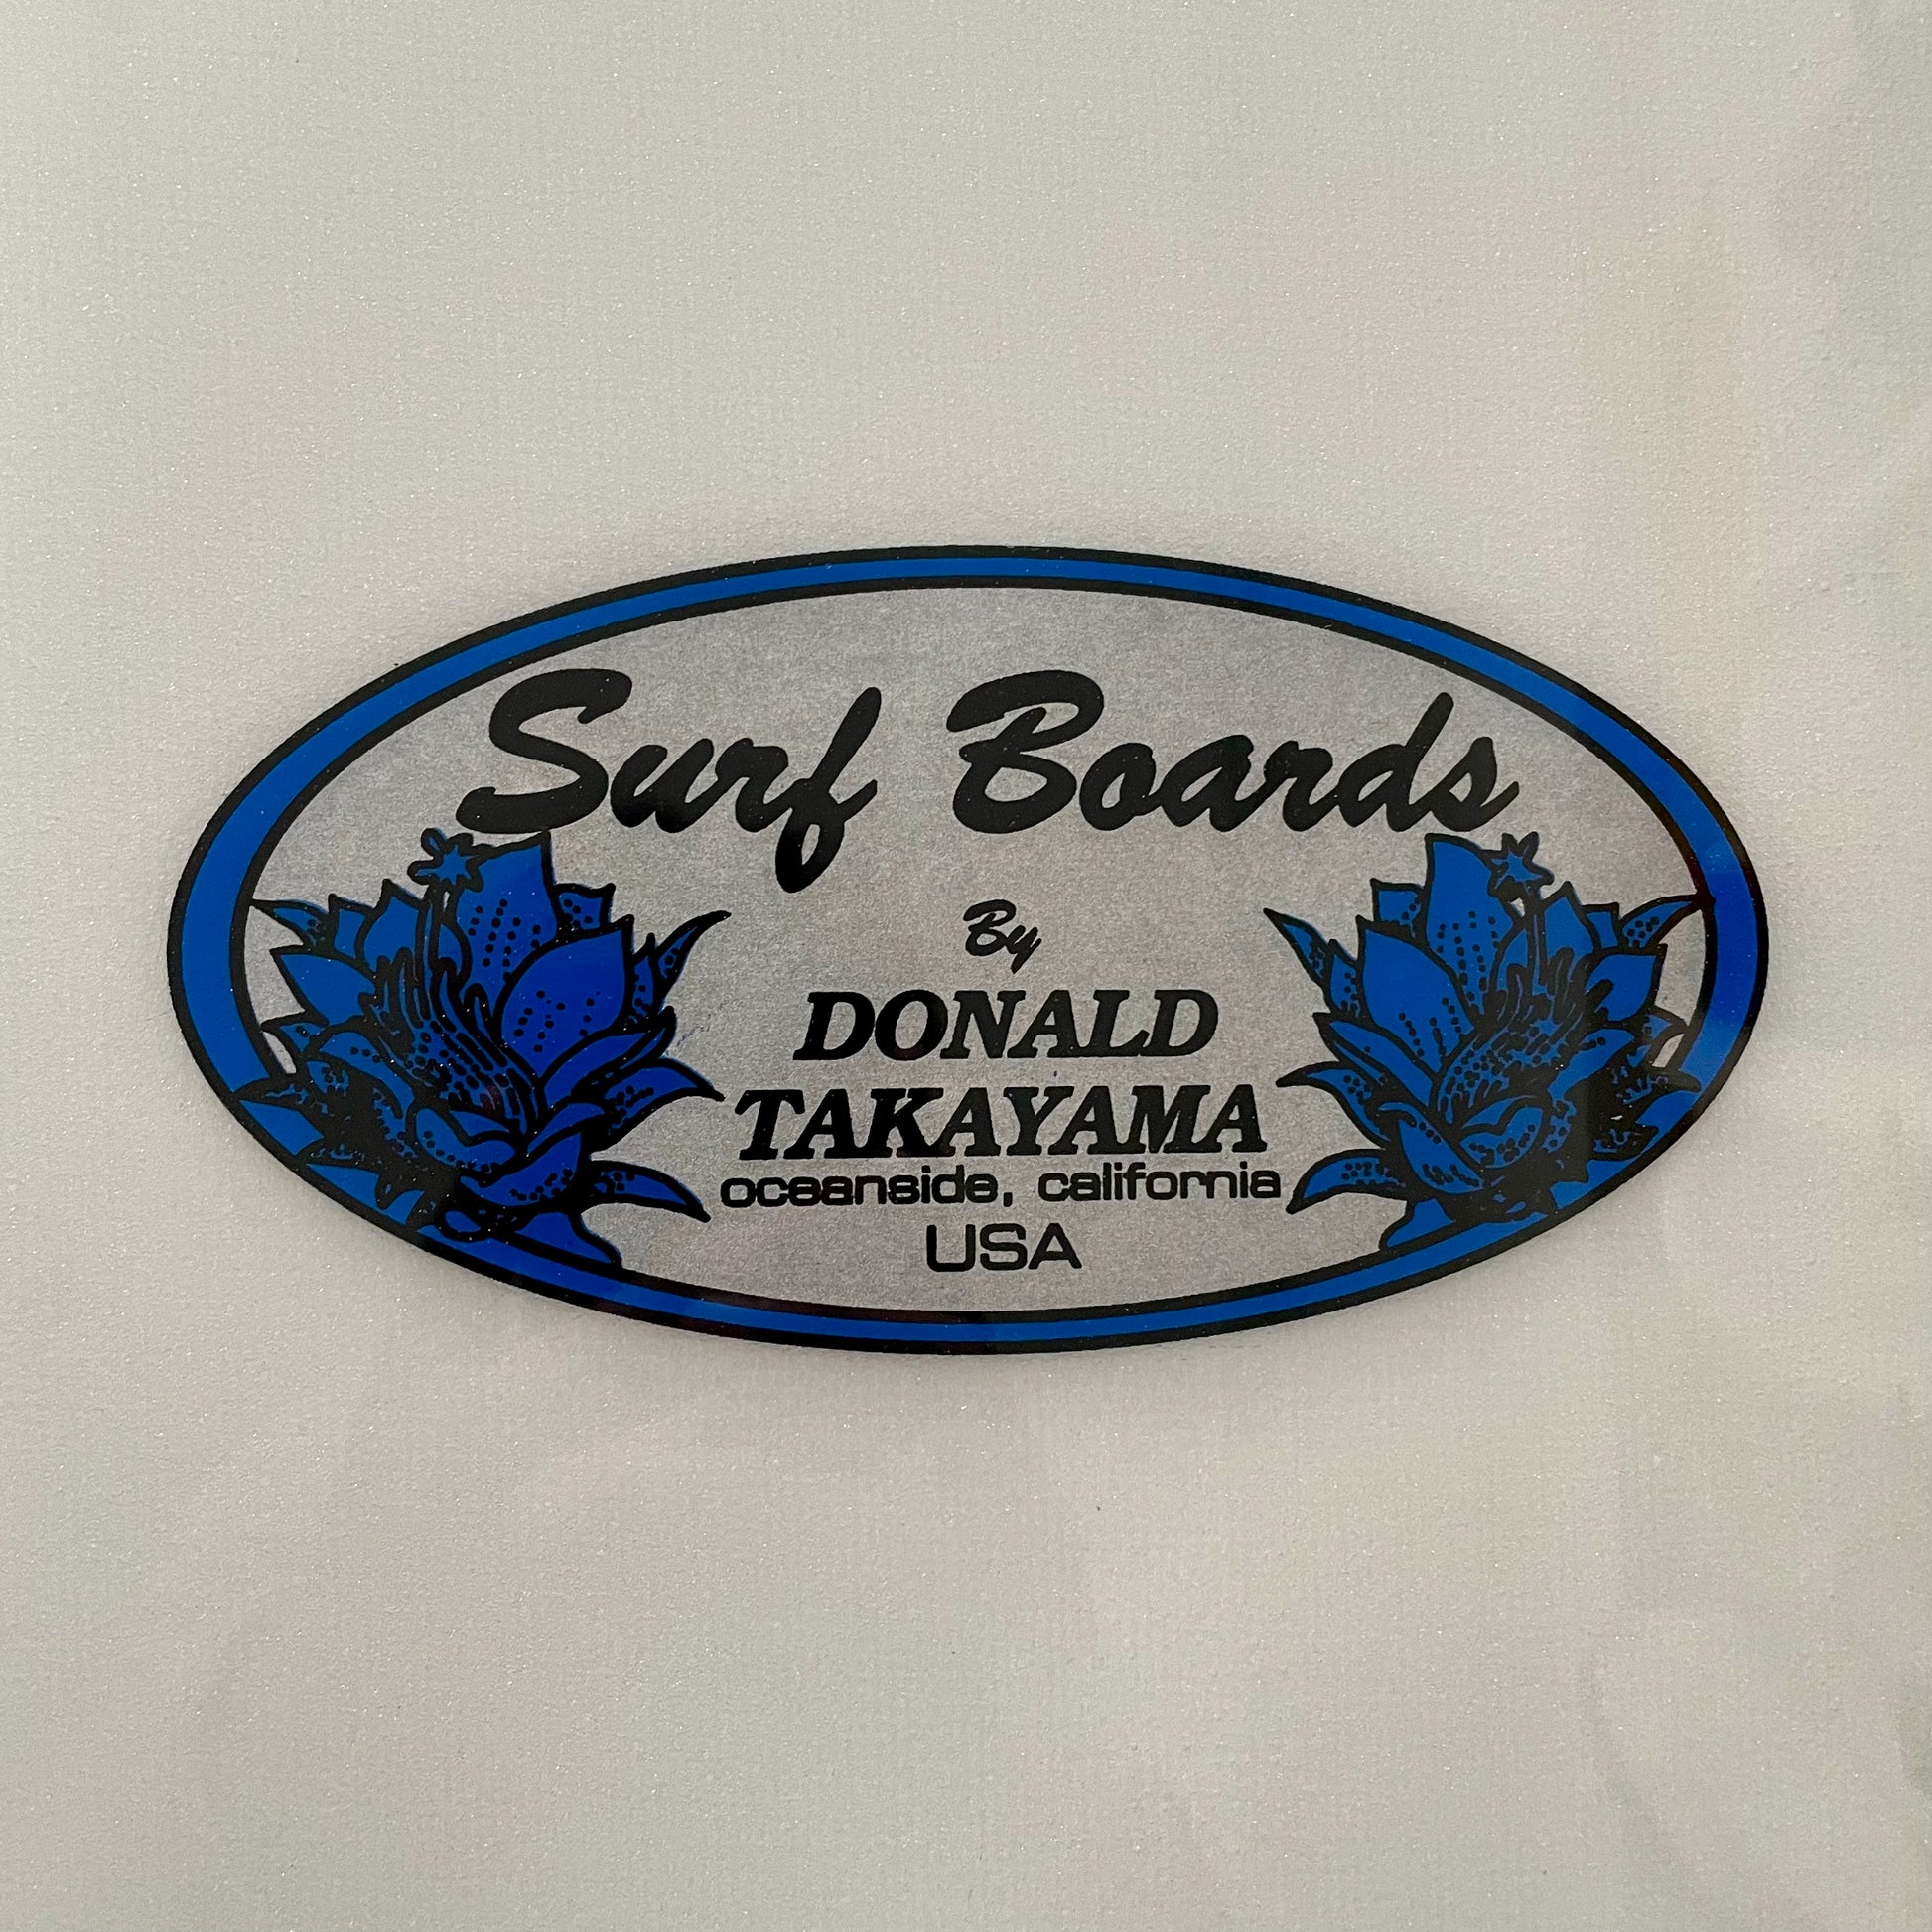 Surf Boards
By
DONALD
TAKAYAMA
oceanside, california
USA